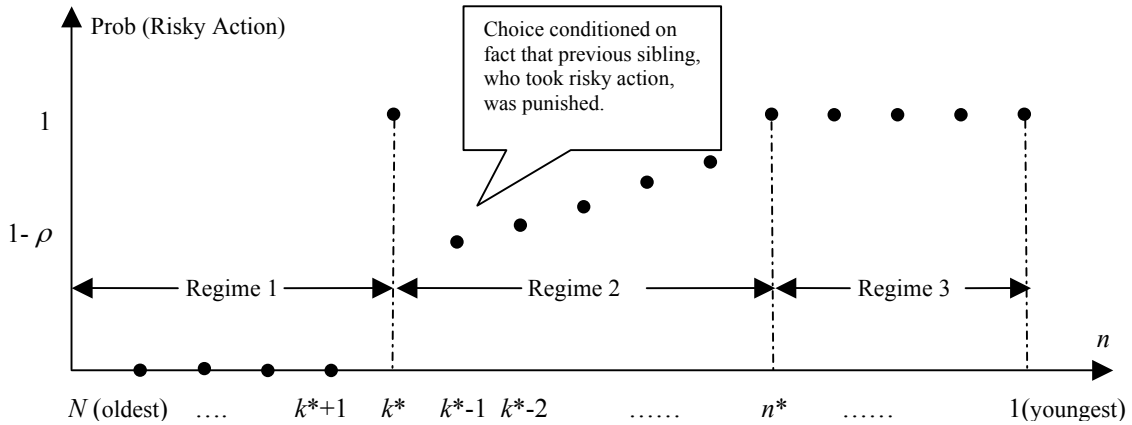 Prob (Risky Action)
Choice conditioned on
fact that previous sibling,
who took risky action,
was punished.
1
1- ρ
Regime 1
Regime 2
Regime 3
n
N (oldest) …. k*+1 k* k*-1 k*-2 …… n* …… 1(youngest)